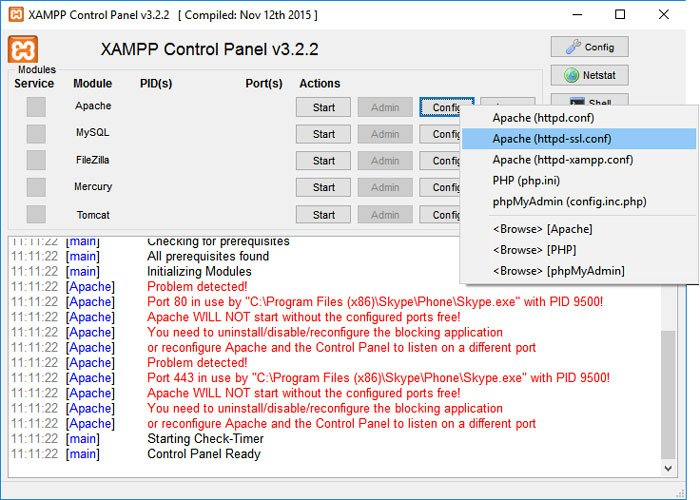 XAMPP Control Panel v3.2.2 [ Compiled: Nov 12th 2015 ]
XAMPP Control Panel v3.2.2
Config
Modules
Service Module PID(s) Port(s) Actions
Netstat
Apache Start Admin Config
Shell
MySQL Start Admin Config
FileZilla Start Admin Config
Mercury Start Admin Config
Tomcat Start Admin Config
Apache (httpd.conf)
Apache (httpd-ssl.conf)
Apache (httpd-xampp.conf)
PHP (php.ini)
phpMyAdmin (config.inc.php)
<Browse> [Apache]
<Browse> [PHP]
<Browse> [phpMyAdmin]
11:11:22 [main] Checking for prerequisites
11:11:22 [main] All prerequisites found
11:11:22 [main] Initializing Modules
11:11:22 [Apache] Problem detected!
11:11:22 [Apache] Port 80 in use by "C:\Program Files (x86)\Skype\Phone\Skype.exe" with PID 9500!
11:11:22 [Apache] Apache WILL NOT start without the configured ports free!
11:11:22 [Apache] You need to uninstall/disable/reconfigure the blocking application
11:11:22 [Apache] or reconfigure Apache and the Control Panel to listen on a different port
11:11:22 [Apache] Problem detected!
11:11:22 [Apache] Port 443 in use by "C:\Program Files (x86)\Skype\Phone\Skype.exe" with PID 9500!
11:11:22 [Apache] Apache WILL NOT start without the configured ports free!
11:11:22 [Apache] You need to uninstall/disable/reconfigure the blocking application
11:11:22 [Apache] or reconfigure Apache and the Control Panel to listen on a different port
11:11:22 [main] Starting Check-Timer
11:11:22 [main] Control Panel Ready